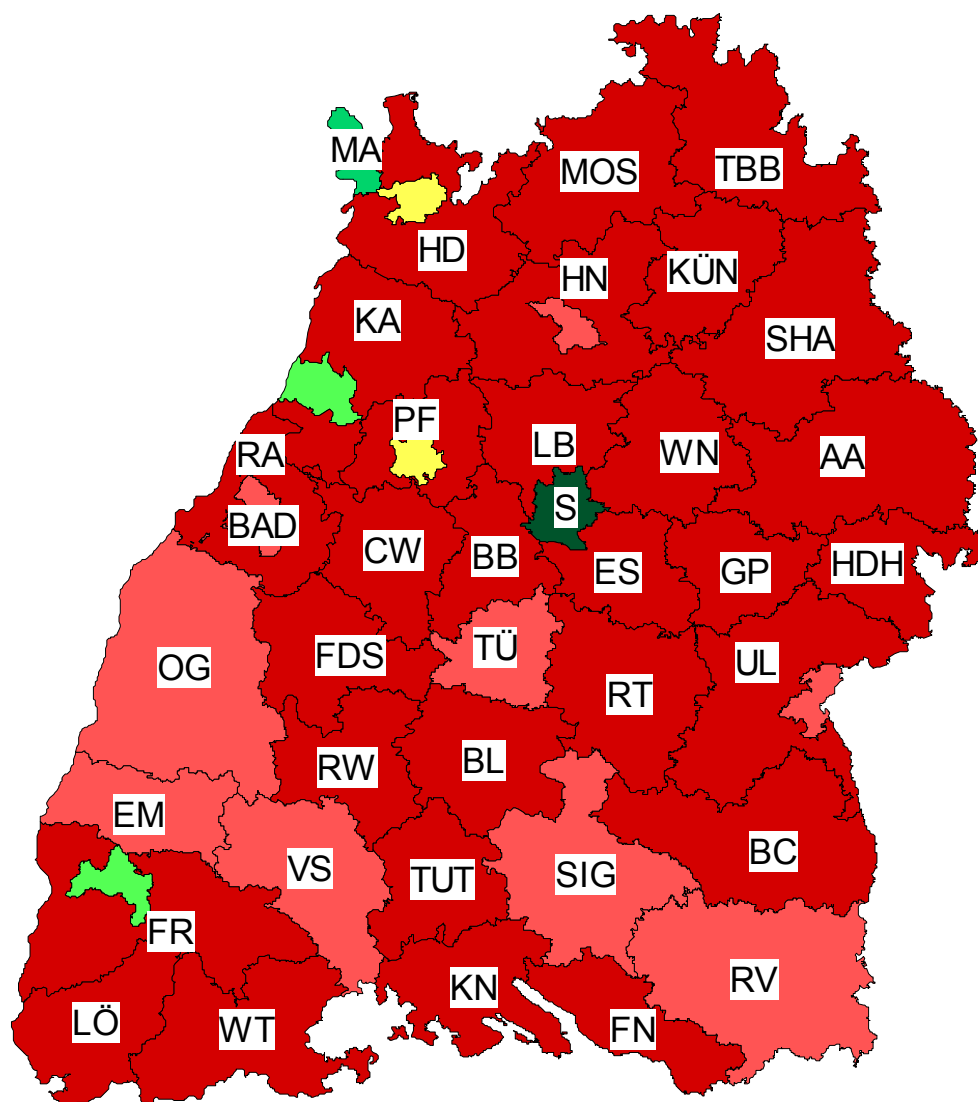 MA
MOS
TBB
HD
HN
KÜN
KA
SHA
PF
RA
LB
WN
AA
BAD
S
CW
BB
ES
GP
HDH
OG
FDS
TÜ
RT
UL
RW
BL
EM
VS
TUT
SIG
BC
FR
KN
RV
LÖ
WT
FN